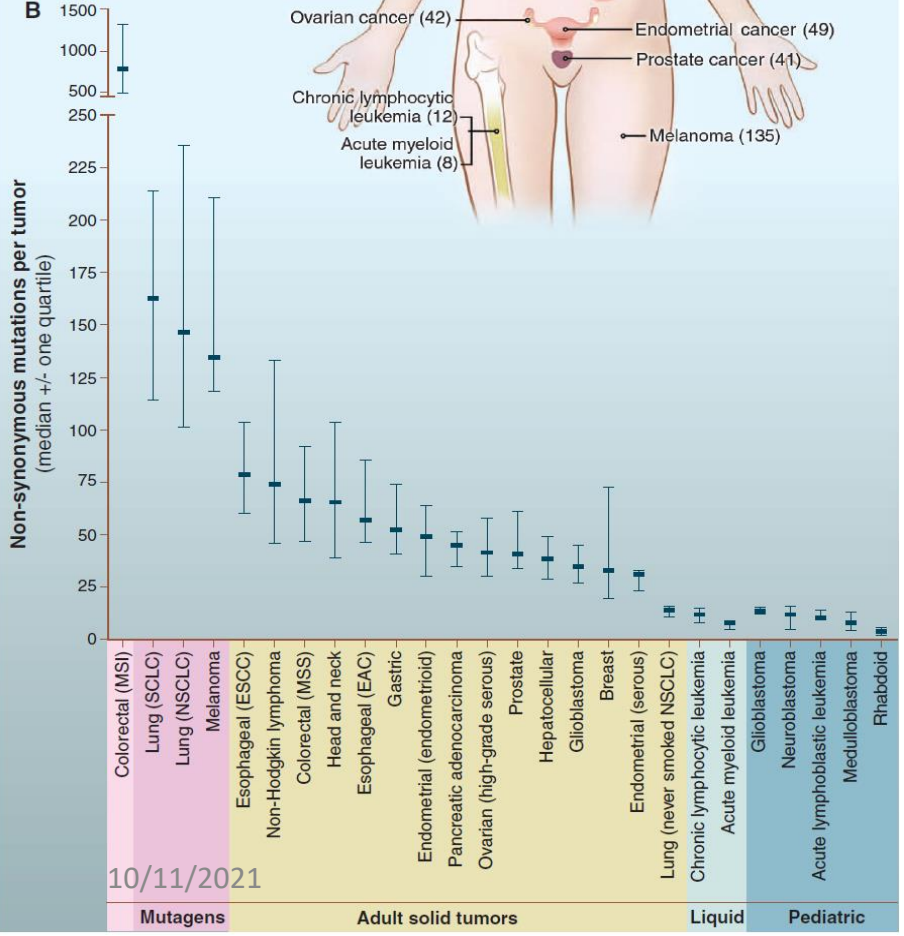 B
Ovarian cancer (42)
Endometrial cancer (49)
Prostate cancer (41)
Chronic lymphocytic
leukemia (12)
Acute myeloid
leukemia (8)
Melanoma (135)
Non-synonymous mutations per tumor
(median +/- one quartile)
1500
1000
500
250
225
200
175
150
125
100
75
50
25
0
Colorectal (MSI)
Lung (SCLC)
Lung (NSCLC)
Melanoma
Esophageal (ESCC)
Non-Hodgkin lymphoma
Colorectal (MSS)
Head and neck
Esophageal (EAC)
Gastric
Endometrial (endometrioid)
Pancreatic adenocarcinoma
Ovarian (high-grade serous)
Prostate
Hepatocellular
Glioblastoma
Breast
Endometrial (serous)
Lung (never smoked NSCLC)
Chronic lymphocytic leukemia
Acute myeloid leukemia
Glioblastoma
Neuroblastoma
Acute lymphoblastic leukemia
Medulloblastoma
Rhabdoid
10/11/2021
Mutagens
Adult solid tumors
Liquid
Pediatric